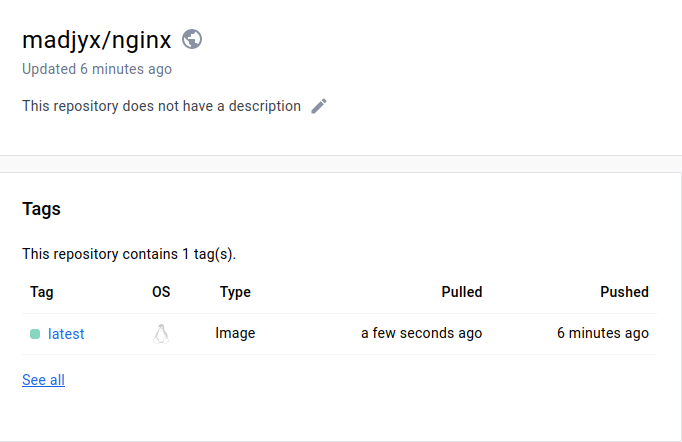 madjyx/nginx
Updated 6 minutes ago
This repository does not have a description
Tags
This repository contains 1 tag(s).
Tag OS Type Pulled Pushed
latest Image a few seconds ago 6 minutes ago
See all